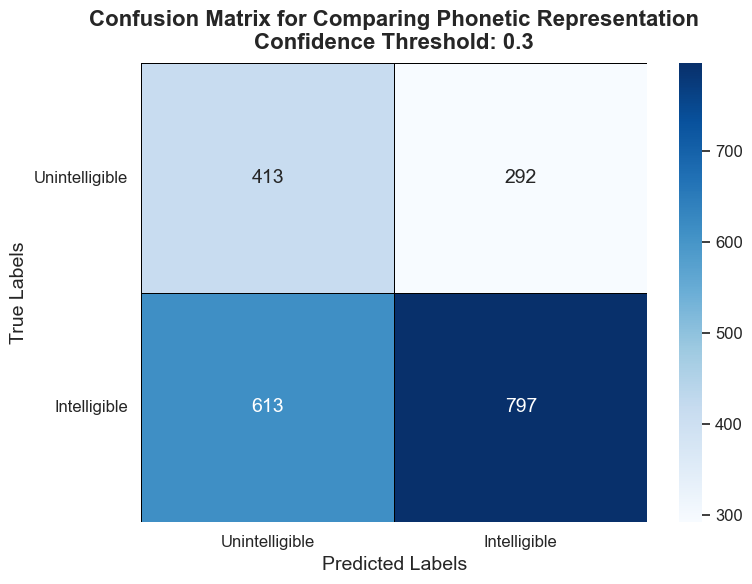 Confusion Matrix for Comparing Phonetic Representation
Confidence Threshold: 0.3
True Labels
Unintelligible
413
292
Intelligible
613
797
Unintelligible
Intelligible
Predicted Labels
700
600
500
400
300